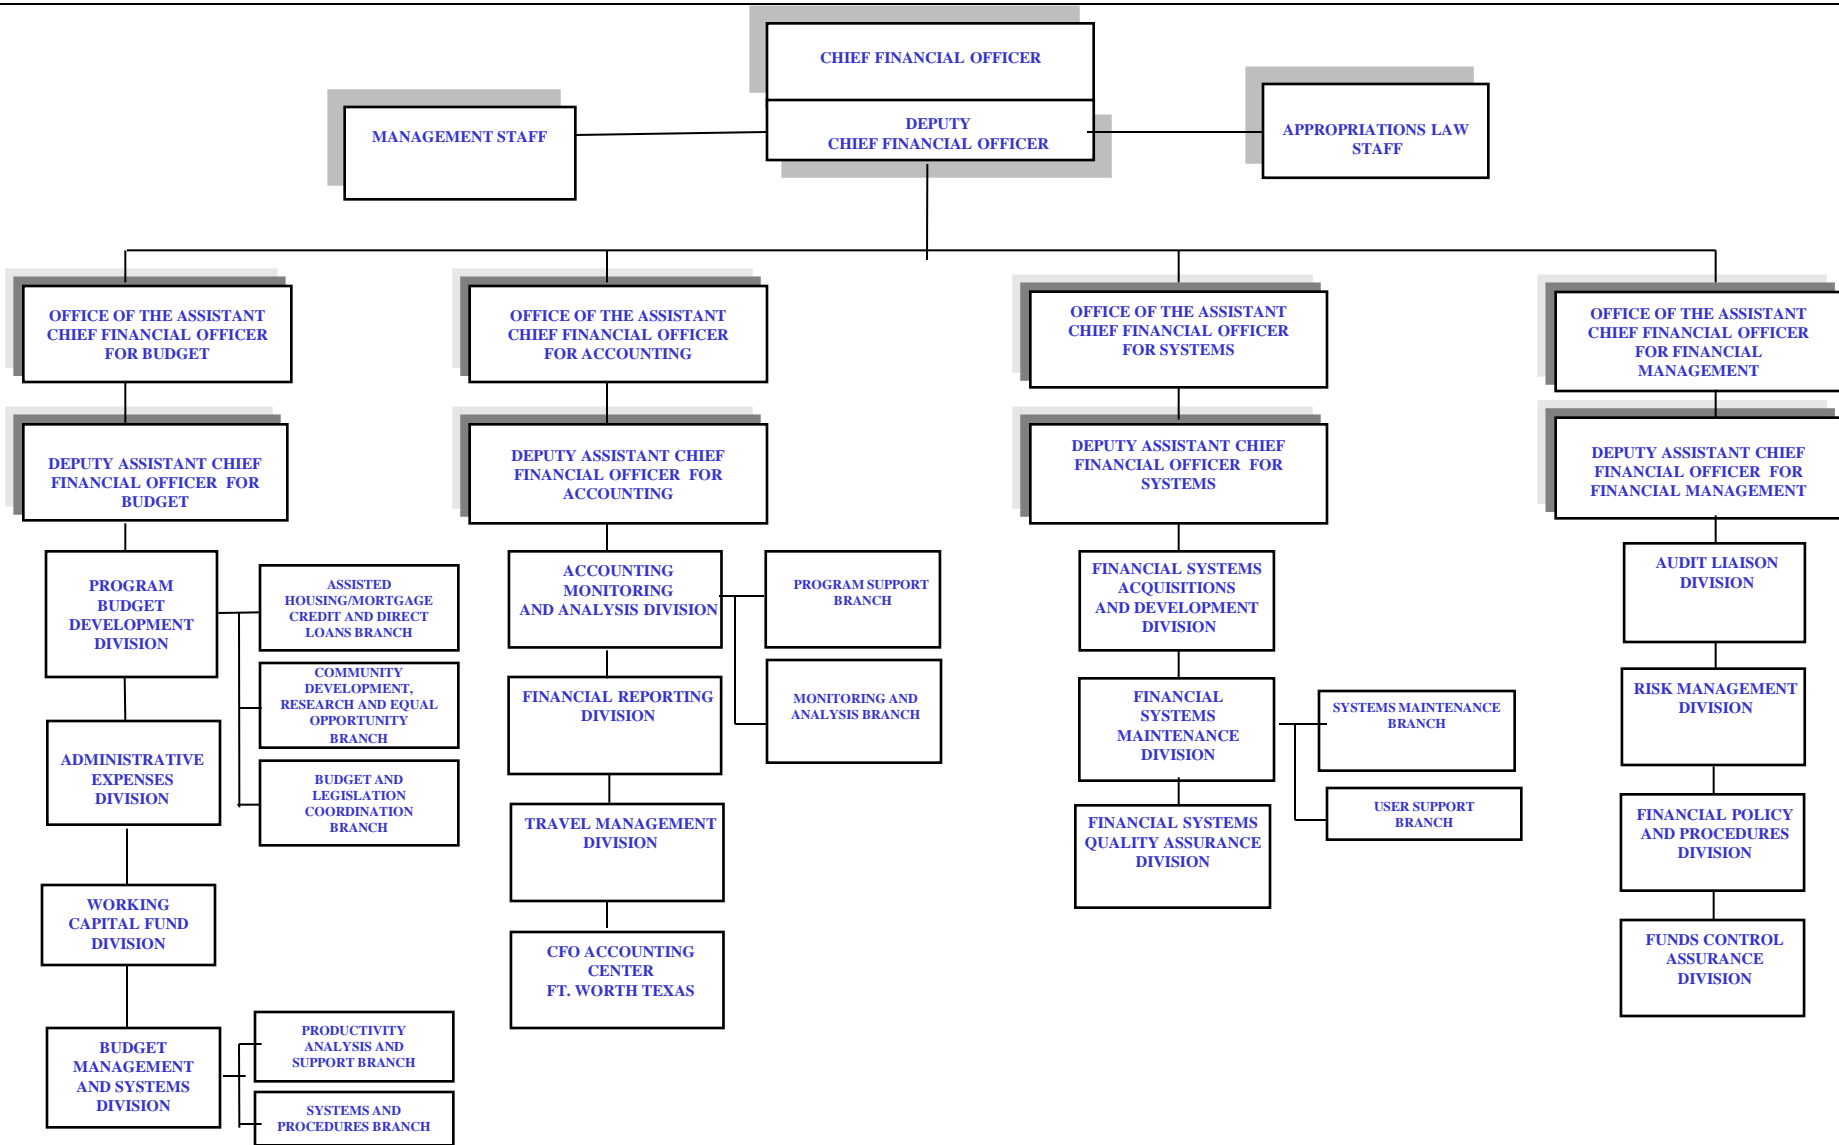 CHIEF FINANCIAL OFFICER
DEPUTY
CHIEF FINANCIAL OFFICER
MANAGEMENT STAFF
APPROPRIATIONS LAW
STAFF
OFFICE OF THE ASSISTANT
CHIEF FINANCIAL OFFICER
FOR BUDGET
DEPUTY ASSISTANT CHIEF
FINANCIAL OFFICER FOR
BUDGET
PROGRAM
BUDGET
DEVELOPMENT
DIVISION
ASSISTED
HOUSING/MORTGAGE
CREDIT AND DIRECT
LOANS BRANCH
COMMUNITY
DEVELOPMENT,
RESEARCH AND EQUAL
OPPORTUNITY
BRANCH
BUDGET AND
LEGISLATION
COORDINATION
BRANCH
ADMINISTRATIVE
EXPENSES
DIVISION
WORKING
CAPITAL FUND
DIVISION
BUDGET
MANAGEMENT
AND SYSTEMS
DIVISION
PRODUCTIVITY
ANALYSIS AND
SUPPORT BRANCH
SYSTEMS AND
PROCEDURES BRANCH
OFFICE OF THE ASSISTANT
CHIEF FINANCIAL OFFICER
FOR ACCOUNTING
DEPUTY ASSISTANT CHIEF
FINANCIAL OFFICER FOR
ACCOUNTING
ACCOUNTING
MONITORING
AND ANALYSIS DIVISION
PROGRAM SUPPORT
BRANCH
MONITORING AND
ANALYSIS BRANCH
FINANCIAL REPORTING
DIVISION
TRAVEL MANAGEMENT
DIVISION
CFO ACCOUNTING
CENTER
FT. WORTH TEXAS
OFFICE OF THE ASSISTANT
CHIEF FINANCIAL OFFICER
FOR SYSTEMS
DEPUTY ASSISTANT CHIEF
FINANCIAL OFFICER FOR
SYSTEMS
FINANCIAL SYSTEMS
ACQUISITIONS
AND DEVELOPMENT
DIVISION
FINANCIAL
SYSTEMS
MAINTENANCE
DIVISION
SYSTEMS MAINTENANCE
BRANCH
USER SUPPORT
BRANCH
FINANCIAL SYSTEMS
QUALITY ASSURANCE
DIVISION
OFFICE OF THE ASSISTANT
CHIEF FINANCIAL OFFICER
FOR FINANCIAL
MANAGEMENT
DEPUTY ASSISTANT CHIEF
FINANCIAL OFFICER FOR
FINANCIAL MANAGEMENT
AUDIT LIAISON
DIVISION
RISK MANAGEMENT
DIVISION
FINANCIAL POLICY
AND PROCEDURES
DIVISION
FUNDS CONTROL
ASSURANCE
DIVISION